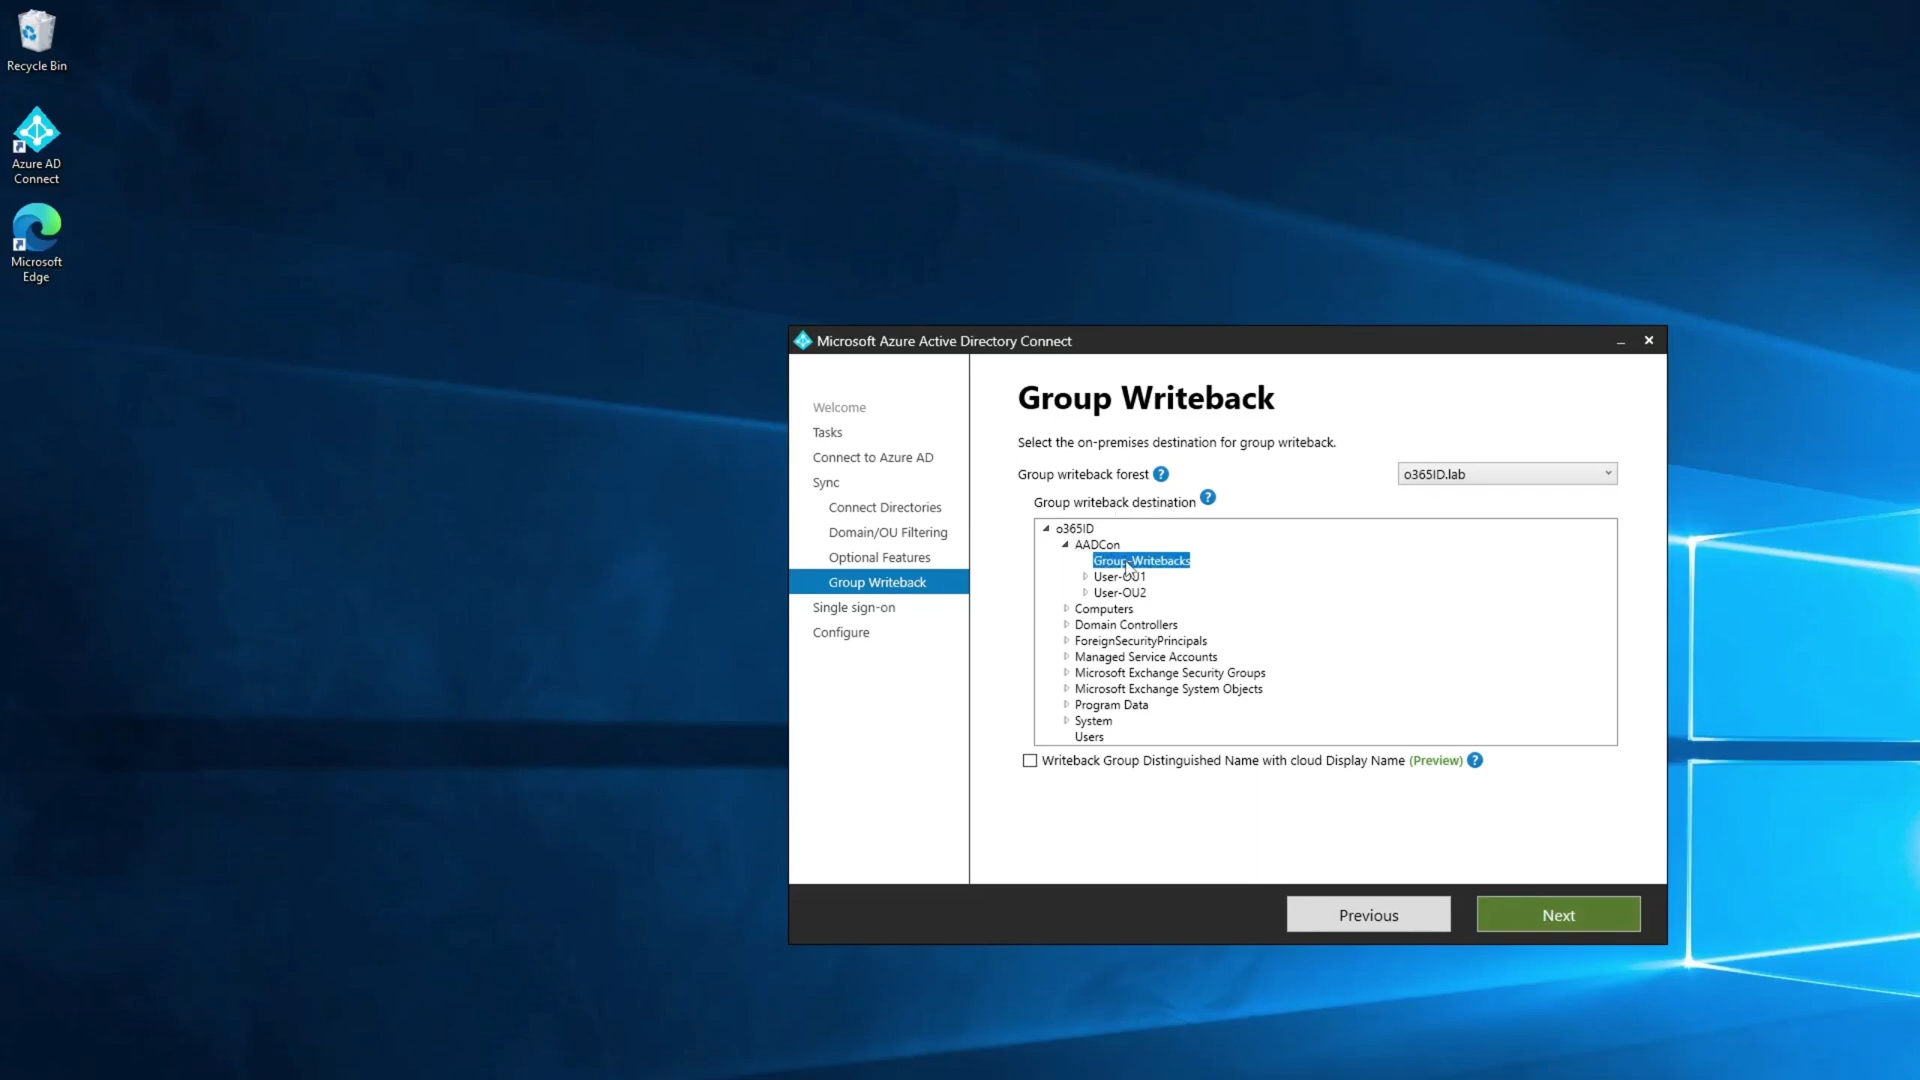 Recycle Bin
Azure AD
Connect
Microsoft
Edge
Microsoft Azure Active Directory Connect
Welcome
Tasks
Connect to Azure AD
Sync
Connect Directories
Domain/OU Filtering
Optional Features
Group Writeback
Single sign-on
Configure
Group Writeback
Select the on-premises destination for group writeback.
Group writeback forest ?
o365ID.lab
Group writeback destination ?
o365ID
AADCon
Group-Writebacks
User-OU1
User-OU2
Computers
Domain Controllers
ForeignSecurityPrincipals
Managed Service Accounts
Microsoft Exchange Security Groups
Microsoft Exchange System Objects
Program Data
System
Users
Writeback Group Distinguished Name with cloud Display Name (Preview) ?
Previous
Next